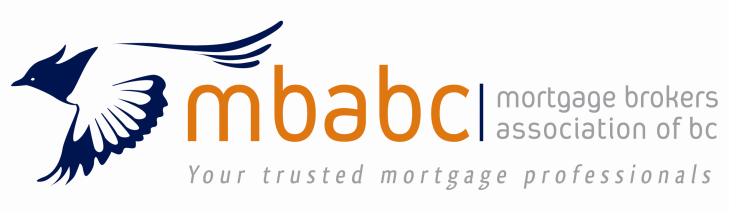 mbabc
mortgage brokers
association of bc
Your trusted mortgage professionals